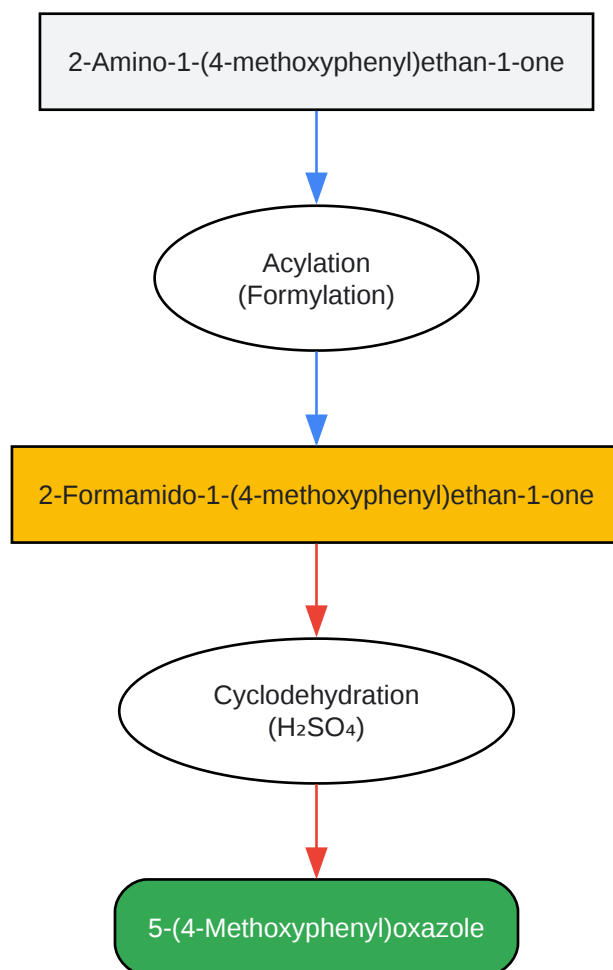 2-Amino-1-(4-methoxyphenyl)ethan-1-one
Acylation
(Formylation)
2-Formamido-1-(4-methoxyphenyl)ethan-1-one
Cyclodehydration
(H₂SO₄)
5-(4-Methoxyphenyl)oxazole